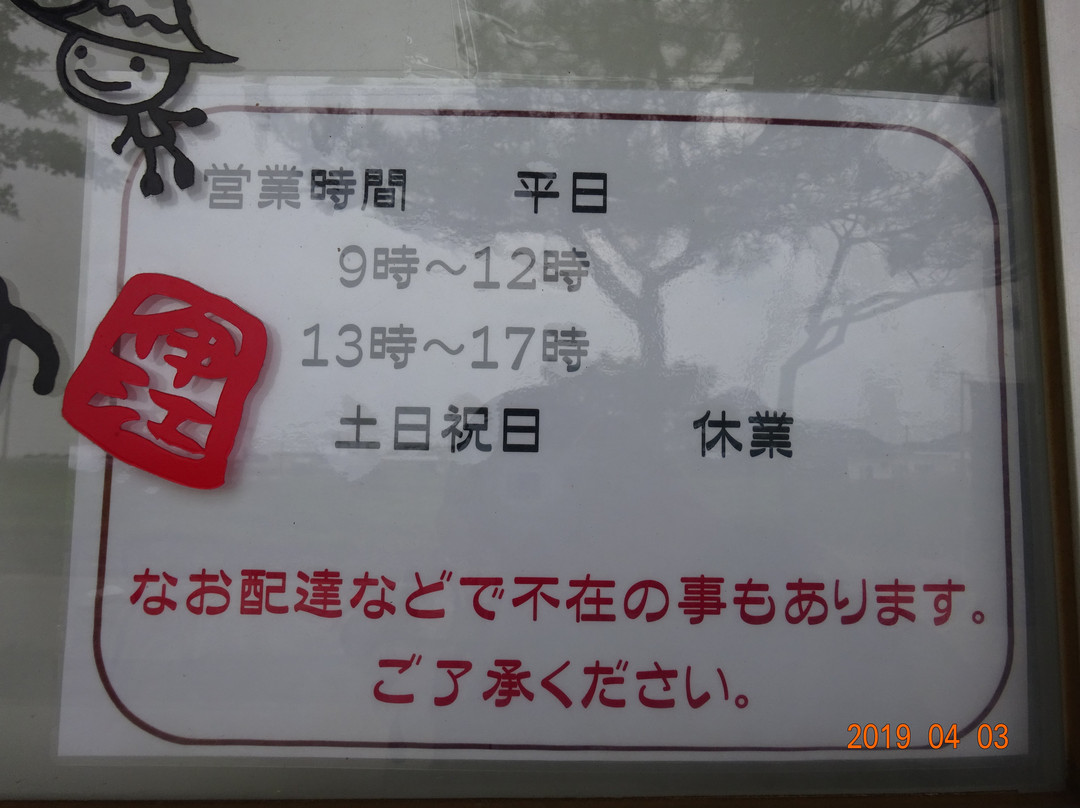 営業時間 平日
9時～12時
13時～17時
土日祝日 休業
伊江
なお配達などで不在の事もあります。
ご了承ください。
2019 04 03